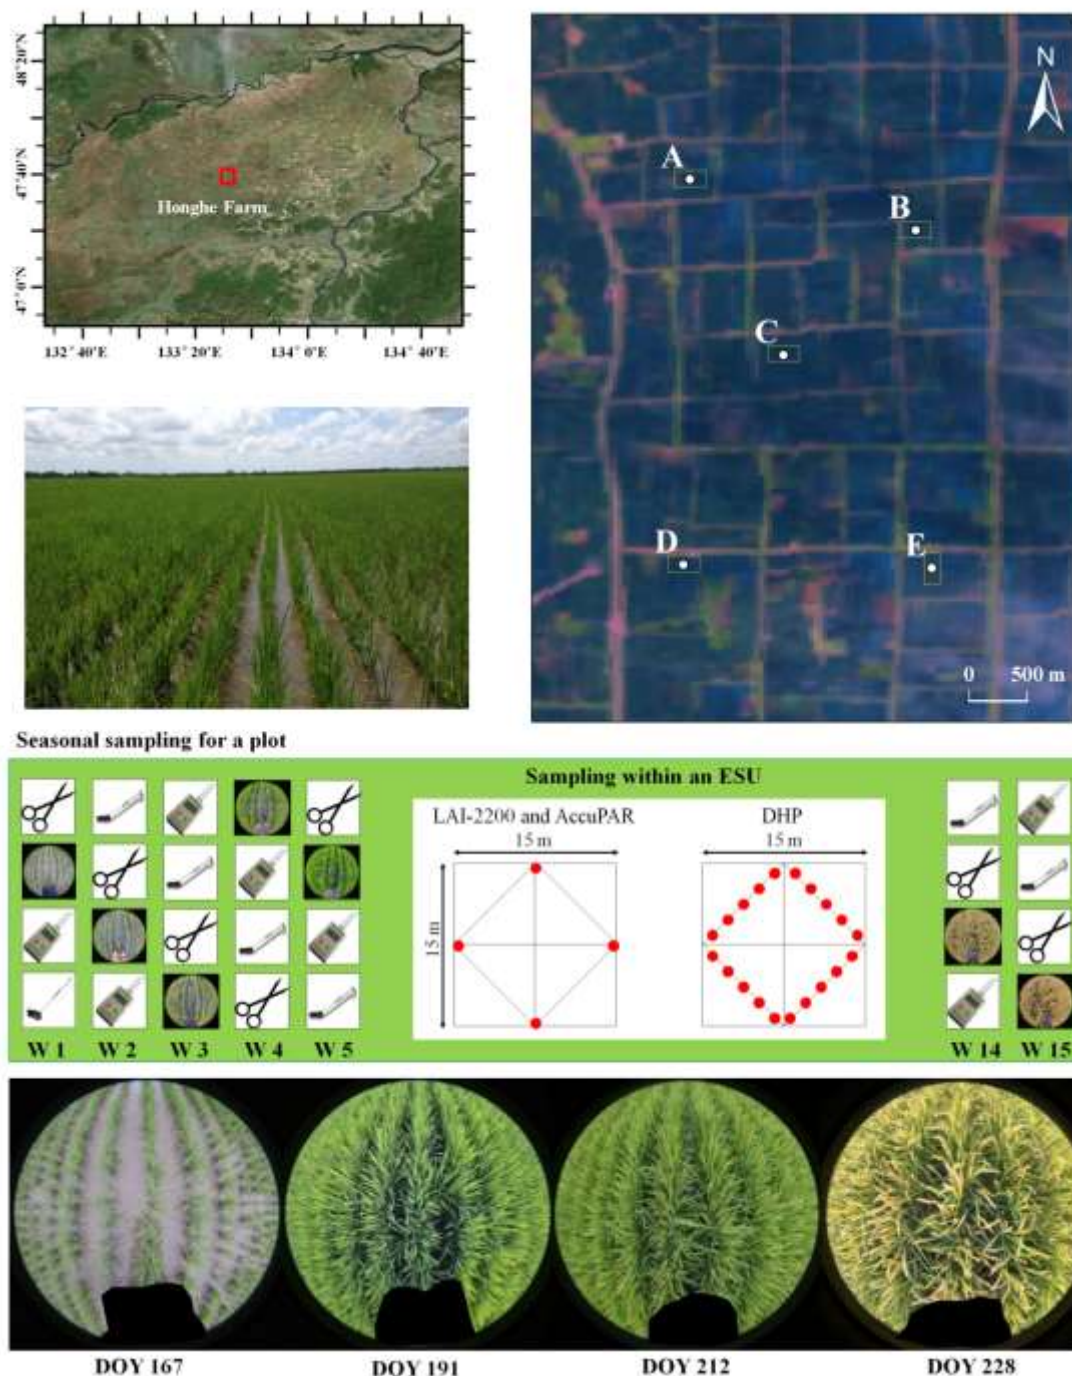 48°20'N
47°40'N
47°0'N
Honghe Farm
132°40'E 133°20'E 134°0'E 134°40'E
N
A
B
C
D
E
0 500 m
Seasonal sampling for a plot
Sampling within an ESU
LAI-2200 and AccuPAR
15 m
15 m
DHP
15 m
W 1 W 2 W 3 W 4 W 5
W 14 W 15
DOY 167 DOY 191 DOY 212 DOY 228